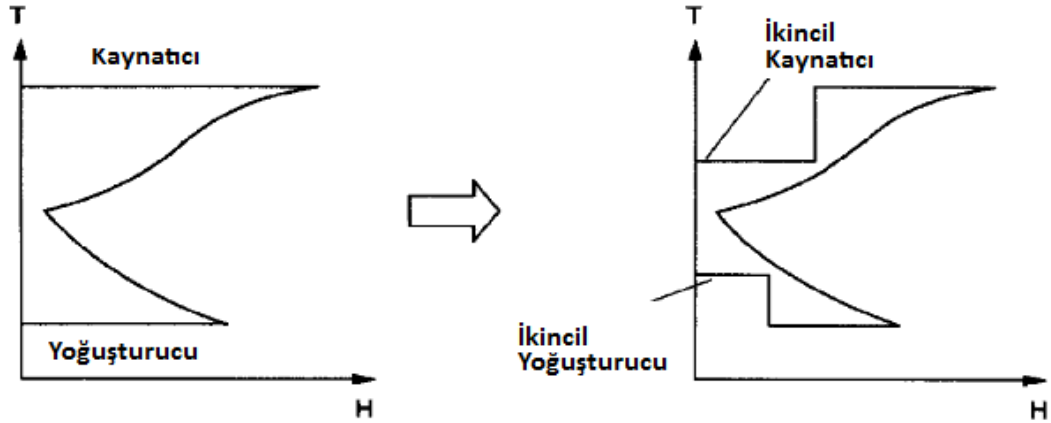 T
Kaynatıcı
Yoğuşturucu
H
T
İkincil
Kaynatıcı
İkincil
Yoğuşturucu
H